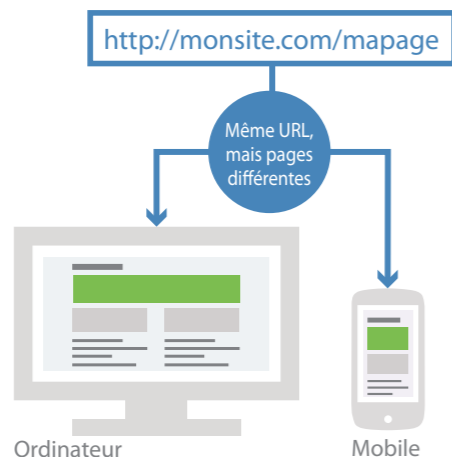 http://monsite.com/mapage
Même URL,
mais pages
différentes
Ordinateur
Mobile